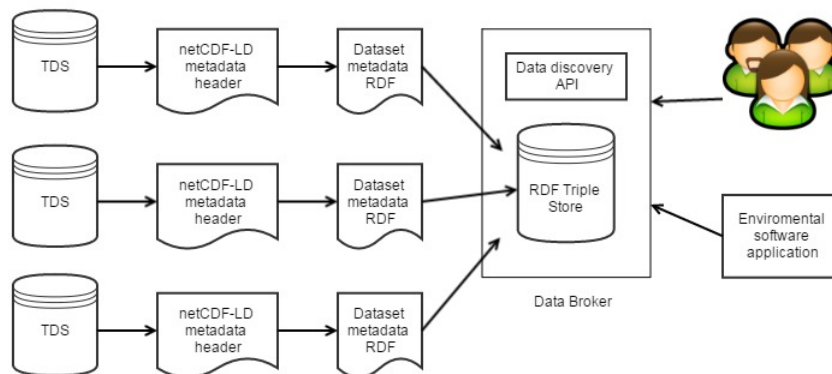 TDS
netCDF-LD
metadata
header
Dataset
metadata
RDF
Data discovery
API
TDS
netCDF-LD
metadata
header
Dataset
metadata
RDF
RDF Triple
Store
Enviromental
software
application
TDS
netCDF-LD
metadata
header
Dataset
metadata
RDF
Data Broker